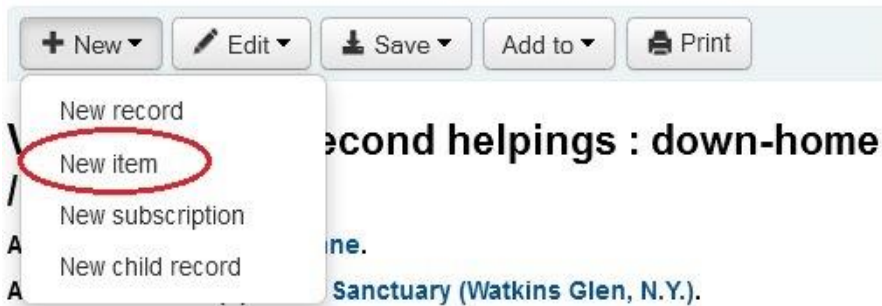 New Edit Save Add to Print
New record
econd helpings : down-home
New item
/
New subscription
A ne.
New child record
A Sanctuary (Watkins Glen, N.Y.).